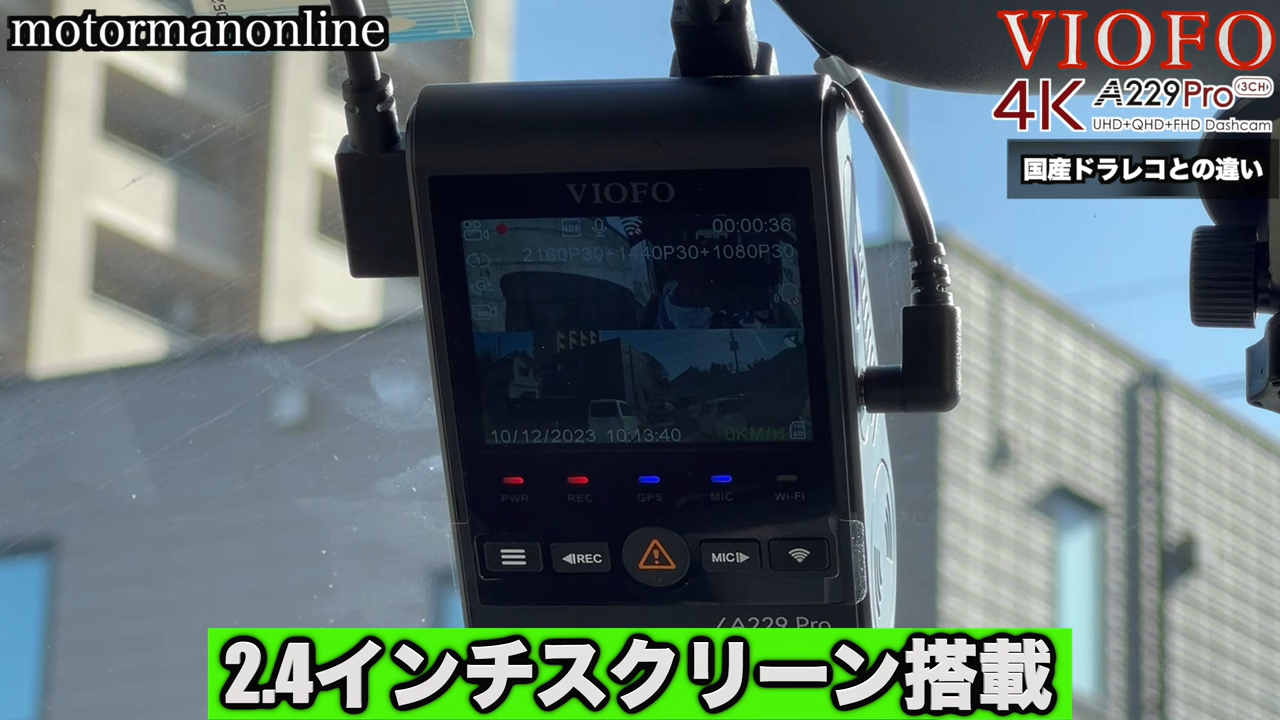 motormanonline
VIOFO
4K A229Pro 3CH
UHD+QHD+FHD Dashcam
国産ドラレコとの違い
VIOFO
00:00:36
2160P30+1440P30+1080P30
10/12/2023 10:13:40 0KM/H
PWR REC GPS MIC Wi-Fi
REC MIC
A229 Pro
2.4インチスクリーン搭載